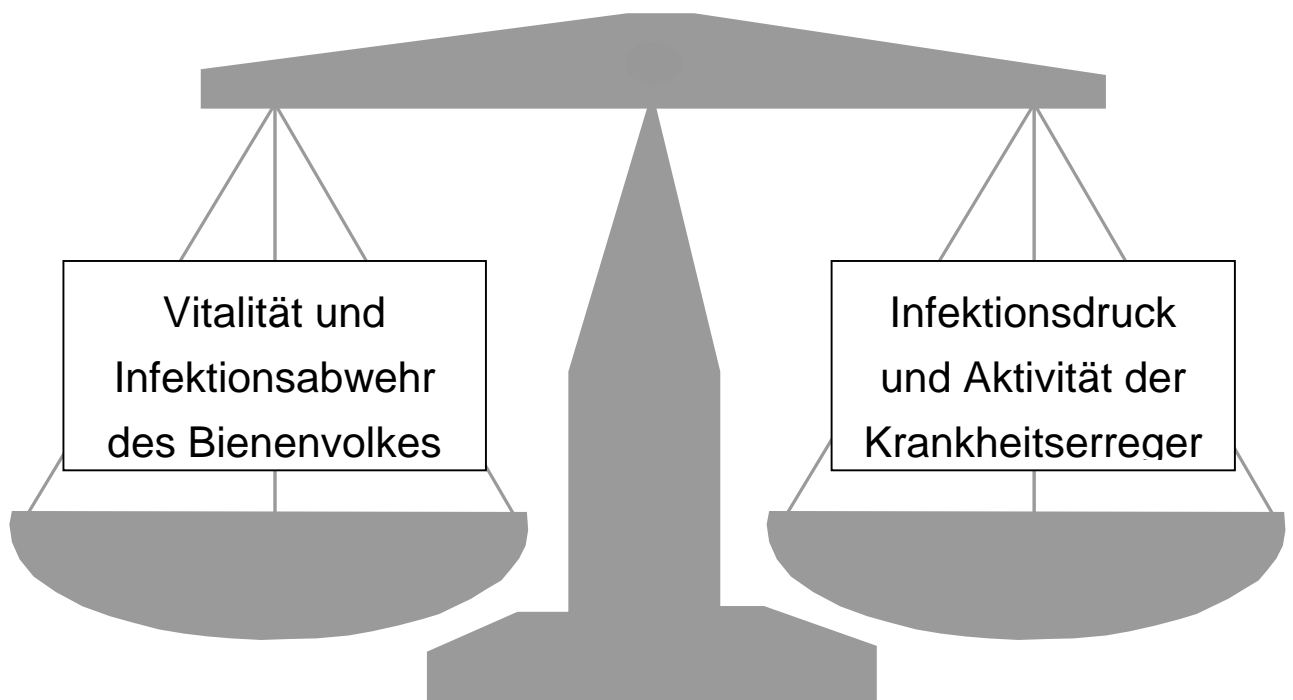 Vitalität und
Infektionsabwehr
des Bienenvolkes
Infektionsdruck
und Aktivität der
Krankheitserreger